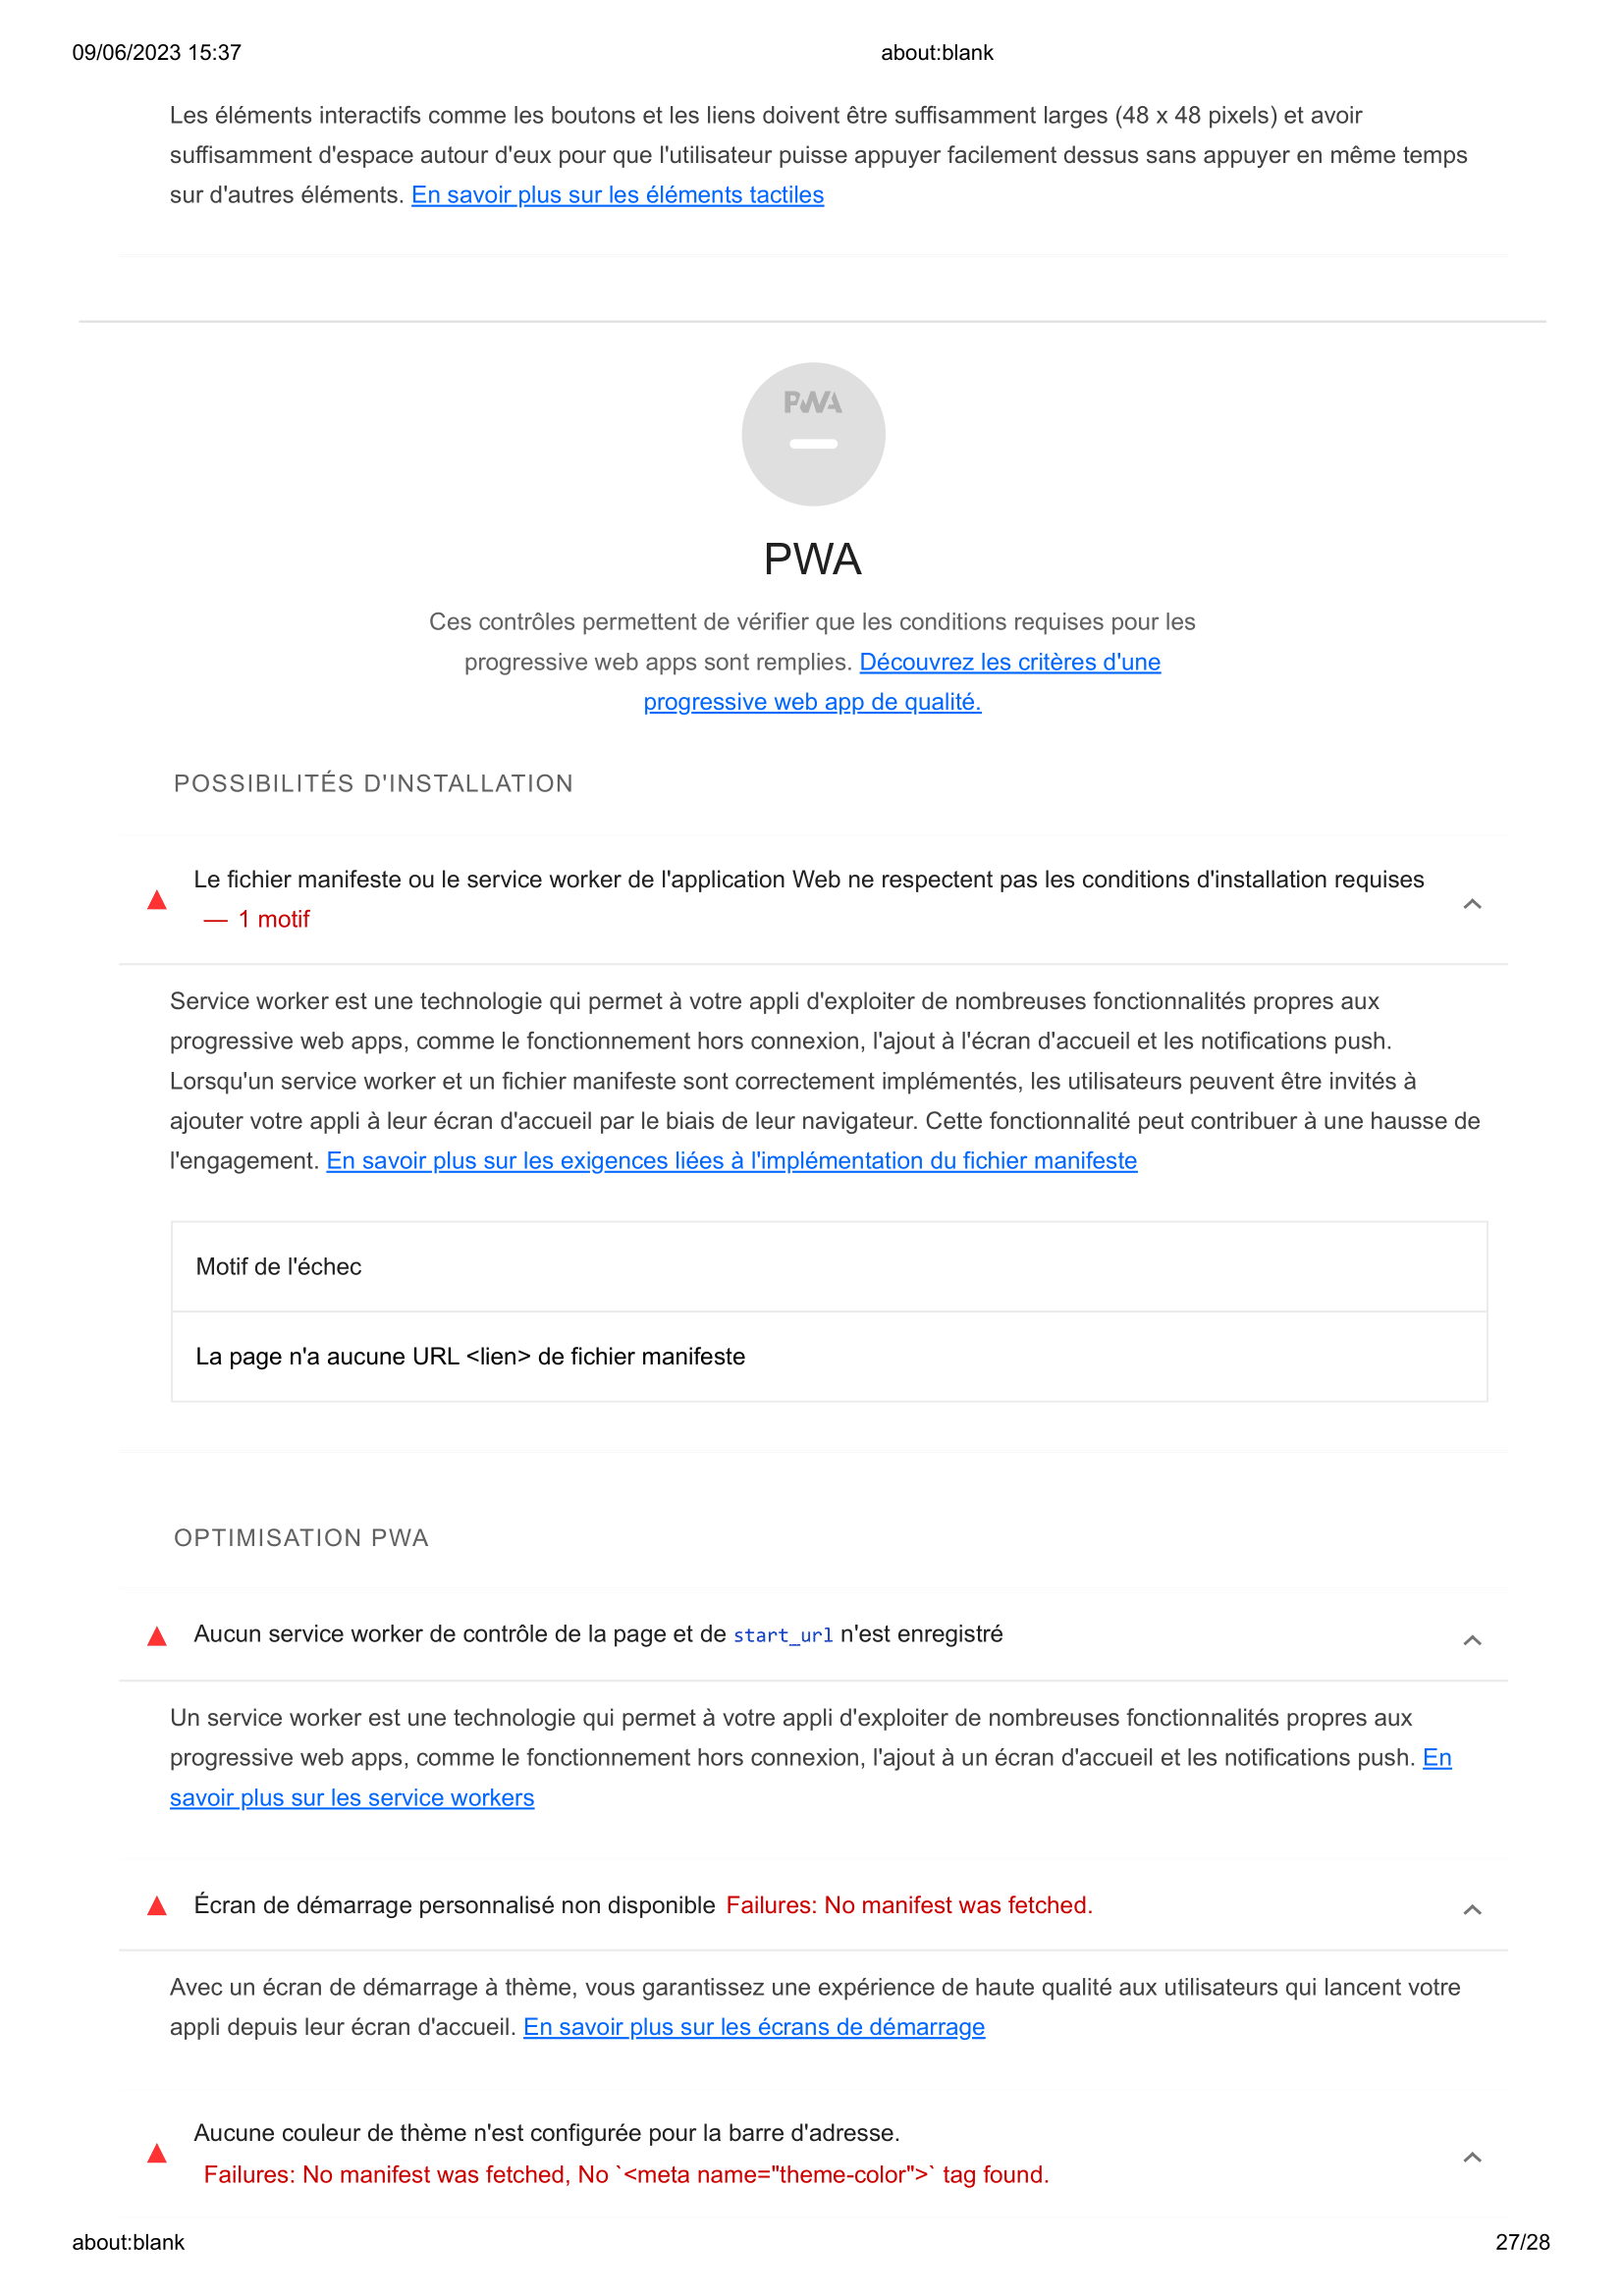 09/06/2023 15:37
about:blank
Les éléments interactifs comme les boutons et les liens doivent être suffisamment larges (48 x 48 pixels) et avoir
suffisamment d'espace autour d'eux pour que l'utilisateur puisse appuyer facilement dessus sans appuyer en même temps
sur d'autres éléments. En savoir plus sur les éléments tactiles
PWA
PWA
Ces contrôles permettent de vérifier que les conditions requises pour les
progressive web apps sont remplies. Découvrez les critères d'une
progressive web app de qualité.
POSSIBILITÉS D'INSTALLATION
Le fichier manifeste ou le service worker de l'application Web ne respectent pas les conditions d'installation requises
— 1 motif
Service worker est une technologie qui permet à votre appli d'exploiter de nombreuses fonctionnalités propres aux
progressive web apps, comme le fonctionnement hors connexion, l'ajout à l'écran d'accueil et les notifications push.
Lorsqu'un service worker et un fichier manifeste sont correctement implémentés, les utilisateurs peuvent être invités à
ajouter votre appli à leur écran d'accueil par le biais de leur navigateur. Cette fonctionnalité peut contribuer à une hausse de
l'engagement. En savoir plus sur les exigences liées à l'implémentation du fichier manifeste
Motif de l'échec
La page n'a aucune URL <lien> de fichier manifeste
OPTIMISATION PWA
Aucun service worker de contrôle de la page et de start_url n'est enregistré
Un service worker est une technologie qui permet à votre appli d'exploiter de nombreuses fonctionnalités propres aux
progressive web apps, comme le fonctionnement hors connexion, l'ajout à un écran d'accueil et les notifications push. En
savoir plus sur les service workers
Écran de démarrage personnalisé non disponible Failures: No manifest was fetched.
Avec un écran de démarrage à thème, vous garantissez une expérience de haute qualité aux utilisateurs qui lancent votre
appli depuis leur écran d'accueil. En savoir plus sur les écrans de démarrage
Aucune couleur de thème n'est configurée pour la barre d'adresse.
Failures: No manifest was fetched, No `<meta name="theme-color">` tag found.
about:blank
27/28